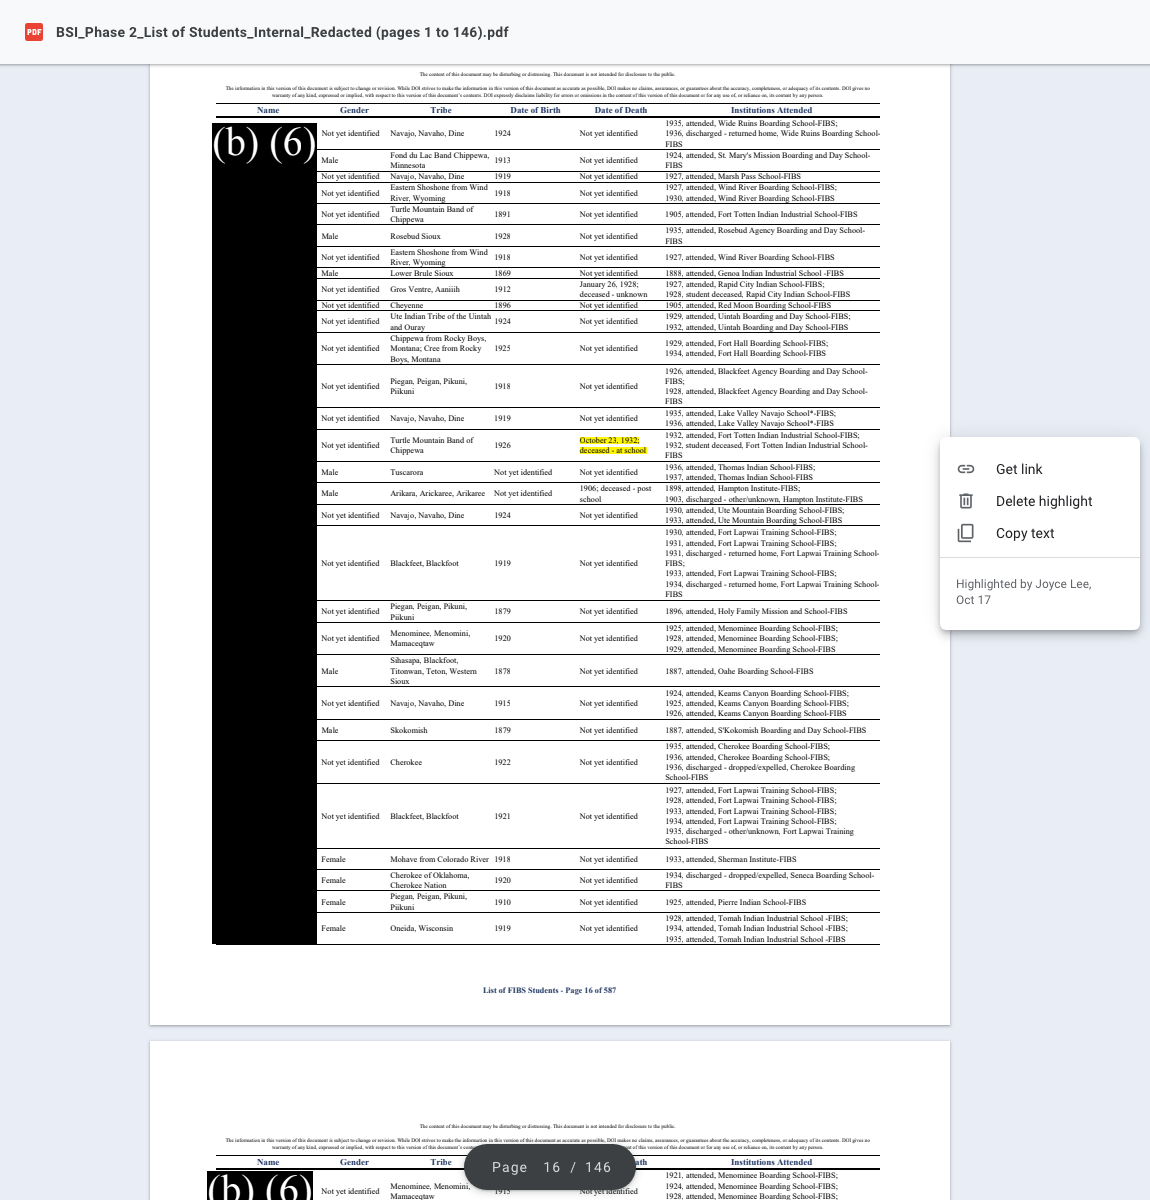 PDF
BSI_Phase 2_List of Students_Internal_Redacted (pages 1 to 146).pdf
The content of this document may be disturbing or distressing. This document is not intended for disclosure to the public.
The information in this version of this document is subject to change or revision. While DOI strives to make the information in this version of this document as accurate as possible, DOI makes no claims, assurances, or guarantees about the accuracy, completeness, or adequacy of its contents. DOI gives no
warranty of any kind, expressed or implied, with respect to this version of this document's contents. DOI expressly disclaims liability for errors or omissions in the content of this version of this document or for any use of, or reliance on, its content by any person.
Name Gender Tribe Date of Birth Date of Death Institutions Attended
(b) (6)
1935, attended, Wide Ruins Boarding School-FIBS;
Not yet identified Navajo, Navaho, Dine 1924 Not yet identified 1936, discharged - returned home, Wide Ruins Boarding School-
FIBS
Male Fond du Lac Band Chippewa, 1913 Not yet identified 1924, attended, St. Mary's Mission Boarding and Day School-
Minnesota FIBS
Not yet identified Navajo, Navaho, Dine 1919 Not yet identified 1927, attended, Marsh Pass School-FIBS
Not yet identified Eastern Shoshone from Wind 1918 Not yet identified 1927, attended, Wind River Boarding School-FIBS;
River, Wyoming 1930, attended, Wind River Boarding School-FIBS
Not yet identified Turtle Mountain Band of 1891 Not yet identified 1905, attended, Fort Totten Indian Industrial School-FIBS
Chippewa
Male Rosebud Sioux 1928 Not yet identified 1935, attended, Rosebud Agency Boarding and Day School-
FIBS
Not yet identified Eastern Shoshone from Wind 1918 Not yet identified 1927, attended, Wind River Boarding School-FIBS
River, Wyoming
Male Lower Brule Sioux 1869 Not yet identified 1888, attended, Genoa Indian Industrial School -FIBS
Not yet identified Gros Ventre, Aaniiih 1912 January 26, 1928; 1927, attended, Rapid City Indian School-FIBS;
deceased - unknown 1928, student deceased, Rapid City Indian School-FIBS
Not yet identified Cheyenne 1896 Not yet identified 1905, attended, Red Moon Boarding School-FIBS
Not yet identified Ute Indian Tribe of the Uintah 1924 Not yet identified 1929, attended, Uintah Boarding and Day School-FIBS;
and Ouray 1932, attended, Uintah Boarding and Day School-FIBS
Chippewa from Rocky Boys,
Not yet identified Montana; Cree from Rocky 1925 Not yet identified 1929, attended, Fort Hall Boarding School-FIBS;
Boys, Montana 1934, attended, Fort Hall Boarding School-FIBS
1926, attended, Blackfeet Agency Boarding and Day School-
Not yet identified Piegan, Peigan, Pikuni, 1918 Not yet identified FIBS;
Piikuni 1928, attended, Blackfeet Agency Boarding and Day School-
FIBS
Not yet identified Navajo, Navaho, Dine 1919 Not yet identified 1935, attended, Lake Valley Navajo School*-FIBS;
1936, attended, Lake Valley Navajo School*-FIBS
Not yet identified Turtle Mountain Band of 1926 October 23, 1932; 1932, attended, Fort Totten Indian Industrial School-FIBS;
Chippewa deceased - at school 1932, student deceased, Fort Totten Indian Industrial School-
FIBS
Male Tuscarora Not yet identified Not yet identified 1936, attended, Thomas Indian School-FIBS;
1937, attended, Thomas Indian School-FIBS
Male Arikara, Arickaree, Arikaree Not yet identified 1906; deceased - post 1898, attended, Hampton Institute-FIBS;
school 1903, discharged - other/unknown, Hampton Institute-FIBS
Not yet identified Navajo, Navaho, Dine 1924 Not yet identified 1930, attended, Ute Mountain Boarding School-FIBS;
1933, attended, Ute Mountain Boarding School-FIBS
1930, attended, Fort Lapwai Training School-FIBS;
1931, attended, Fort Lapwai Training School-FIBS;
1931, discharged - returned home, Fort Lapwai Training School-
Not yet identified Blackfeet, Blackfoot 1919 Not yet identified FIBS;
1933, attended, Fort Lapwai Training School-FIBS;
1934, discharged - returned home, Fort Lapwai Training School-
FIBS
Not yet identified Piegan, Peigan, Pikuni, 1879 Not yet identified 1896, attended, Holy Family Mission and School-FIBS
Piikuni
1925, attended, Menominee Boarding School-FIBS;
Not yet identified Menominee, Menomini, 1920 Not yet identified 1928, attended, Menominee Boarding School-FIBS;
Mamaceqtaw 1929, attended, Menominee Boarding School-FIBS
Sihasapa, Blackfoot,
Male Titonwan, Teton, Western 1878 Not yet identified 1887, attended, Oahe Boarding School-FIBS
Sioux
1924, attended, Keams Canyon Boarding School-FIBS;
Not yet identified Navajo, Navaho, Dine 1915 Not yet identified 1925, attended, Keams Canyon Boarding School-FIBS;
1926, attended, Keams Canyon Boarding School-FIBS
Male Skokomish 1879 Not yet identified 1887, attended, S'Kokomish Boarding and Day School-FIBS
1935, attended, Cherokee Boarding School-FIBS;
Not yet identified Cherokee 1922 Not yet identified 1936, attended, Cherokee Boarding School-FIBS;
1936, discharged - dropped/expelled, Cherokee Boarding
School-FIBS
1927, attended, Fort Lapwai Training School-FIBS;
1928, attended, Fort Lapwai Training School-FIBS;
1933, attended, Fort Lapwai Training School-FIBS;
Not yet identified Blackfeet, Blackfoot 1921 Not yet identified 1934, attended, Fort Lapwai Training School-FIBS;
1935, discharged - other/unknown, Fort Lapwai Training
School-FIBS
Female Mohave from Colorado River 1918 Not yet identified 1933, attended, Sherman Institute-FIBS
Female Cherokee of Oklahoma, 1920 Not yet identified 1934, discharged - dropped/expelled, Seneca Boarding School-
Cherokee Nation FIBS
Female Piegan, Peigan, Pikuni, 1910 Not yet identified 1925, attended, Pierre Indian School-FIBS
Piikuni
1928, attended, Tomah Indian Industrial School -FIBS;
Female Oneida, Wisconsin 1919 Not yet identified 1934, attended, Tomah Indian Industrial School -FIBS;
1935, attended, Tomah Indian Industrial School -FIBS
List of FIBS Students - Page 16 of 587
Get link
Delete highlight
Copy text
Highlighted by Joyce Lee,
Oct 17
The content of this document may be disturbing or distressing. This document is not intended for disclosure to the public.
The information in this version of this document is subject to change or revision. While DOI strives to make the information in this version of this document as accurate as possible, DOI makes no claims, assurances, or guarantees about the accuracy, completeness, or adequacy of its contents. DOI gives no
warranty of any kind, expressed or implied, with respect to this version of this document's content of this version of this document or for any use of, or reliance on, its content by any person.
Name Gender Tribe Institutions Attended
(b) (6)
1921, attended, Menominee Boarding School-FIBS;
Not yet identified Menominee, Menomini, 1915 Not yet identified 1924, attended, Menominee Boarding School-FIBS;
Mamaceqtaw 1928, attended, Menominee Boarding School-FIBS;
Page 16 / 146